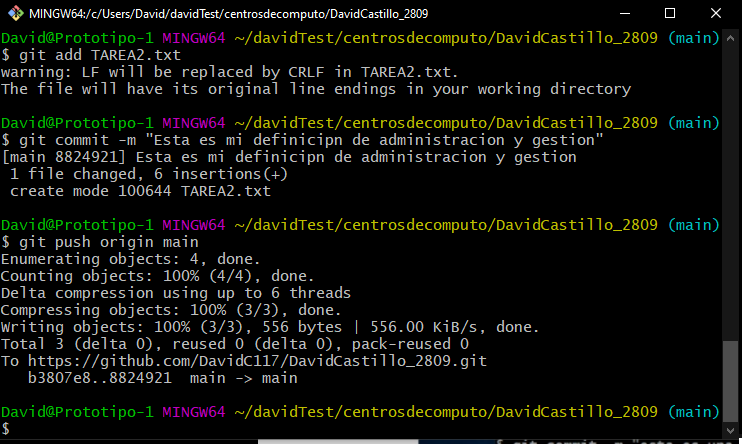 MINGW64:/c/Users/David/davidTest/centrosdecomputo/DavidCastillo_2809
David@Prototipo-1 MINGW64 ~/davidTest/centrosdecomputo/DavidCastillo_2809 (main)
$ git add TAREA2.txt
warning: LF will be replaced by CRLF in TAREA2.txt.
The file will have its original line endings in your working directory
David@Prototipo-1 MINGW64 ~/davidTest/centrosdecomputo/DavidCastillo_2809 (main)
$ git commit -m "Esta es mi definicipn de administracion y gestion"
[main 8824921] Esta es mi definicipn de administracion y gestion
1 file changed, 6 insertions(+)
create mode 100644 TAREA2.txt
David@Prototipo-1 MINGW64 ~/davidTest/centrosdecomputo/DavidCastillo_2809 (main)
$ git push origin main
Enumerating objects: 4, done.
Counting objects: 100% (4/4), done.
Delta compression using up to 6 threads
Compressing objects: 100% (3/3), done.
Writing objects: 100% (3/3), 556 bytes | 556.00 KiB/s, done.
Total 3 (delta 0), reused 0 (delta 0), pack-reused 0
To https://github.com/DavidC117/DavidCastillo_2809.git
b3807e8..8824921  main -> main
David@Prototipo-1 MINGW64 ~/davidTest/centrosdecomputo/DavidCastillo_2809 (main)
$